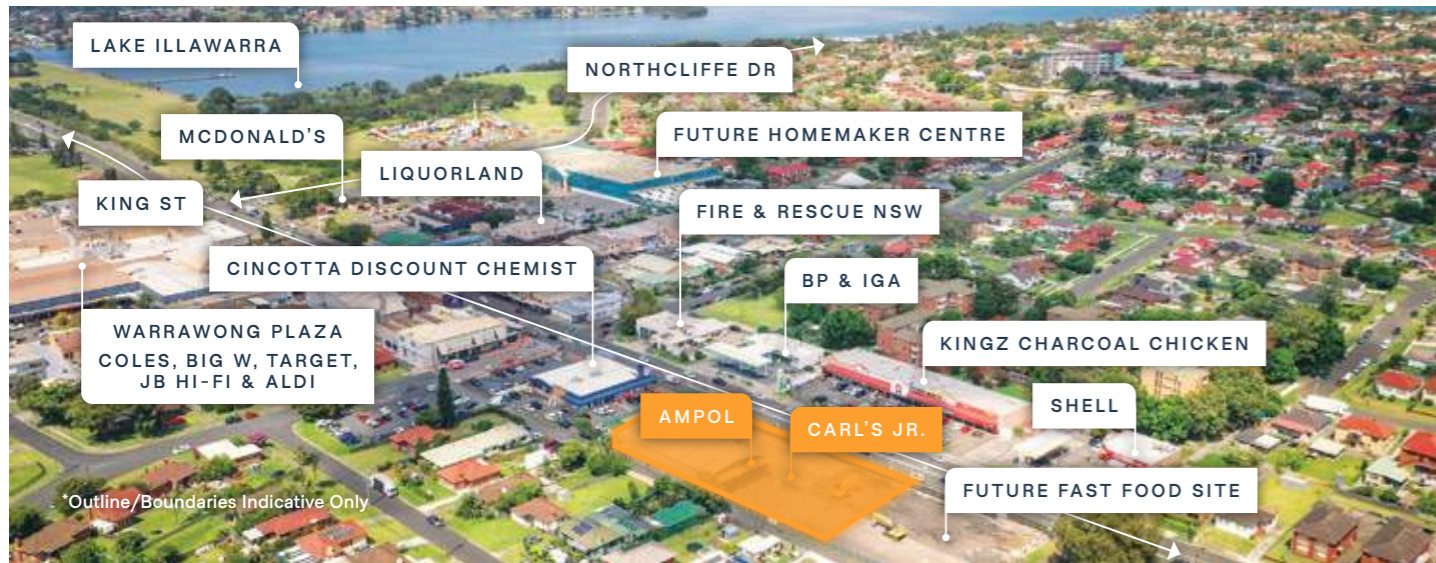 LAKE ILLAWARRA
NORTHCLIFFE DR
MCDONALD'S
FUTURE HOMEMAKER CENTRE
LIQUORLAND
KING ST
FIRE & RESCUE NSW
CINCOTTA DISCOUNT CHEMIST
BP & IGA
WARRAWONG PLAZA
COLES, BIG W, TARGET,
JB HI-FI & ALDI
KINGZ CHARCOAL CHICKEN
SHELL
AMPOL
CARL'S JR.
FUTURE FAST FOOD SITE
*Outline/Boundaries Indicative Only